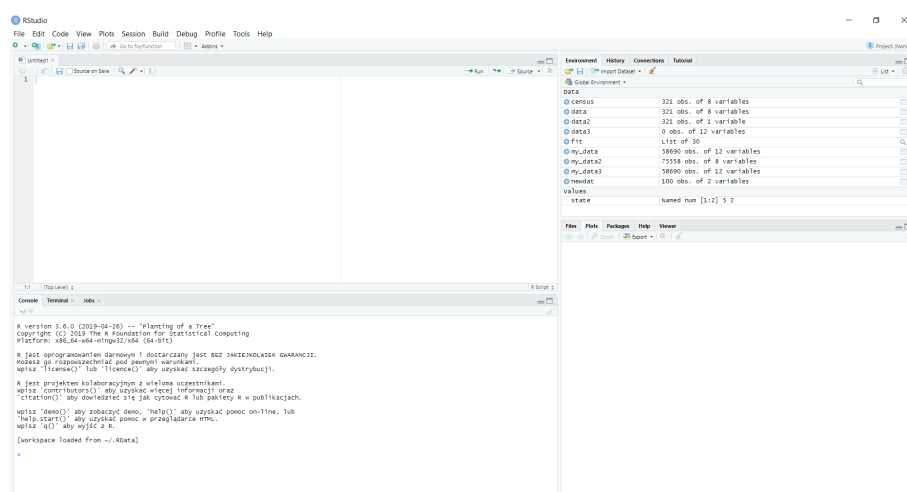 RStudio
File Edit Code View Plots Session Build Debug Profile Tools Help
Go to file/function Addins
Project: (None
Untitled1
Source on Save Run Source
1
1:1 (Top Level) R Script
Console Terminal Jobs
~/
R version 3.6.0 (2019-04-26) -- "Planting of a Tree"
Copyright (C) 2019 The R Foundation for Statistical Computing
Platform: x86_64-w64-mingw32/x64 (64-bit)
R jest oprogramowaniem darmowym i dostarczany jest BEZ JAKIEJKOLWIEK GWARANCJI.
Możesz go rozpowszechniać pod pewnymi warunkami.
Wpisz 'license()' lub 'licence()' aby uzyskać szczegóły dystrybucji.
R jest projektem kolaboracyjnym z wieloma uczestnikami.
Wpisz 'contributors()' aby uzyskać więcej informacji oraz
'citation()' aby dowiedzieć się jak cytować R lub pakiety R w publikacjach.
Wpisz 'demo()' aby zobaczyć demo, 'help()' aby uzyskać pomoc on-line, lub
'help.start()' aby uzyskać pomoc w przeglądarce HTML.
Wpisz 'q()' aby wyjść z R.
[Workspace loaded from ~/.RData]
>
Environment History Connections Tutorial
Import Dataset List
Global Environment
Data
census 321 obs. of 8 variables
data 321 obs. of 8 variables
data2 321 obs. of 1 variable
data3 0 obs. of 12 variables
fit List of 30
my_data 58690 obs. of 12 variables
my_data2 75558 obs. of 8 variables
my_data3 58690 obs. of 12 variables
newdat 100 obs. of 2 variables
Values
state Named num [1:2] 5 2
Files Plots Packages Help Viewer
Zoom Export